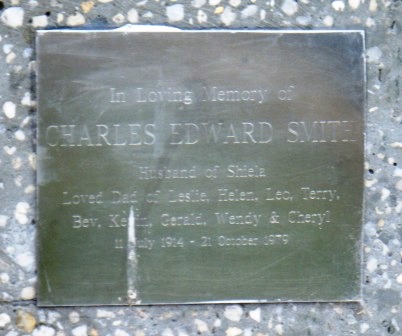 In Loving Memory of
CHARLES EDWARD SMITH
Husband of Shiela
Loved Dad of Leslie, Helen, Leo, Terry,
Bev, Kevin, Gerald, Wendy & Cheryl
11 July 1914 - 21 October 1979